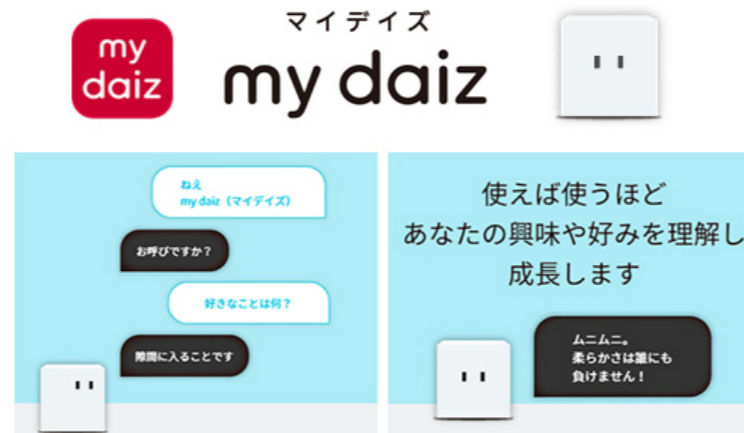 my
daiz
マイデイズ
my daiz
ねえ
my daiz（マイデイズ）
お呼びですか？
好きなことは何？
隙間に入ることです
使えば使うほど
あなたの興味や好みを理解し
成長します
ムニムニ。
柔らかさは誰にも
負けません！